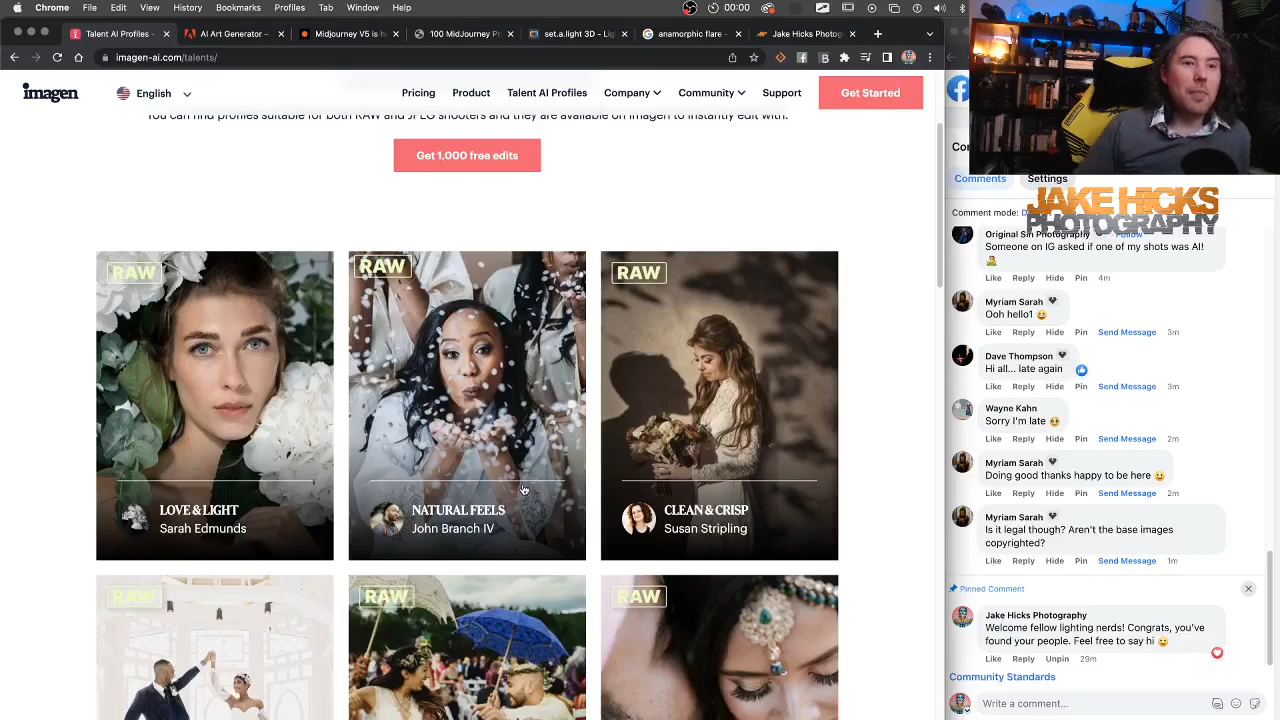 Chrome File Edit View History Bookmarks Profiles Tab Window Help
00:00
Talent AI Profiles -
AI Art Generator -
Midjourney V5 is h
100 MidJourney Pr
set.a.light 3D - Lig
anamorphic flare -
Jake Hicks Photog
imagen-ai.com/talents/
imagen
English
Pricing
Product
Talent AI Profiles
Company
Community
Support
Get Started
You can find profiles suitable for both RAW and JPEG shooters and they are available on Imagen to instantly edit with.
Get 1,000 free edits
RAW
LOVE & LIGHT
Sarah Edmunds
RAW
NATURAL FEELS
John Branch IV
RAW
CLEAN & CRISP
Susan Stripling
RAW
RAW
RAW
Comments
Settings
JAKE HICKS
PHOTOGRAPHY
Comment mode:
Original Sin Photography · Follow
Someone on IG asked if one of my shots was AI!
🤦
Like Reply Hide Pin 4m
Myriam Sarah
Ooh hello1 😃
Like Reply Hide Pin Send Message 3m
Dave Thompson
Hi all... late again
Like Reply Hide Pin Send Message 3m
Wayne Kahn
Sorry I'm late 🥹
Like Reply Hide Pin Send Message 2m
Myriam Sarah
Doing good thanks happy to be here 😃
Like Reply Hide Pin Send Message 2m
Myriam Sarah
Is it legal though? Aren't the base images
copyrighted?
Like Reply Hide Pin Send Message 1m
Pinned Comment
Jake Hicks Photography
Welcome fellow lighting nerds! Congrats, you've
found your people. Feel free to say hi 😉
Like Reply Unpin 29m
Community Standards
Write a comment...